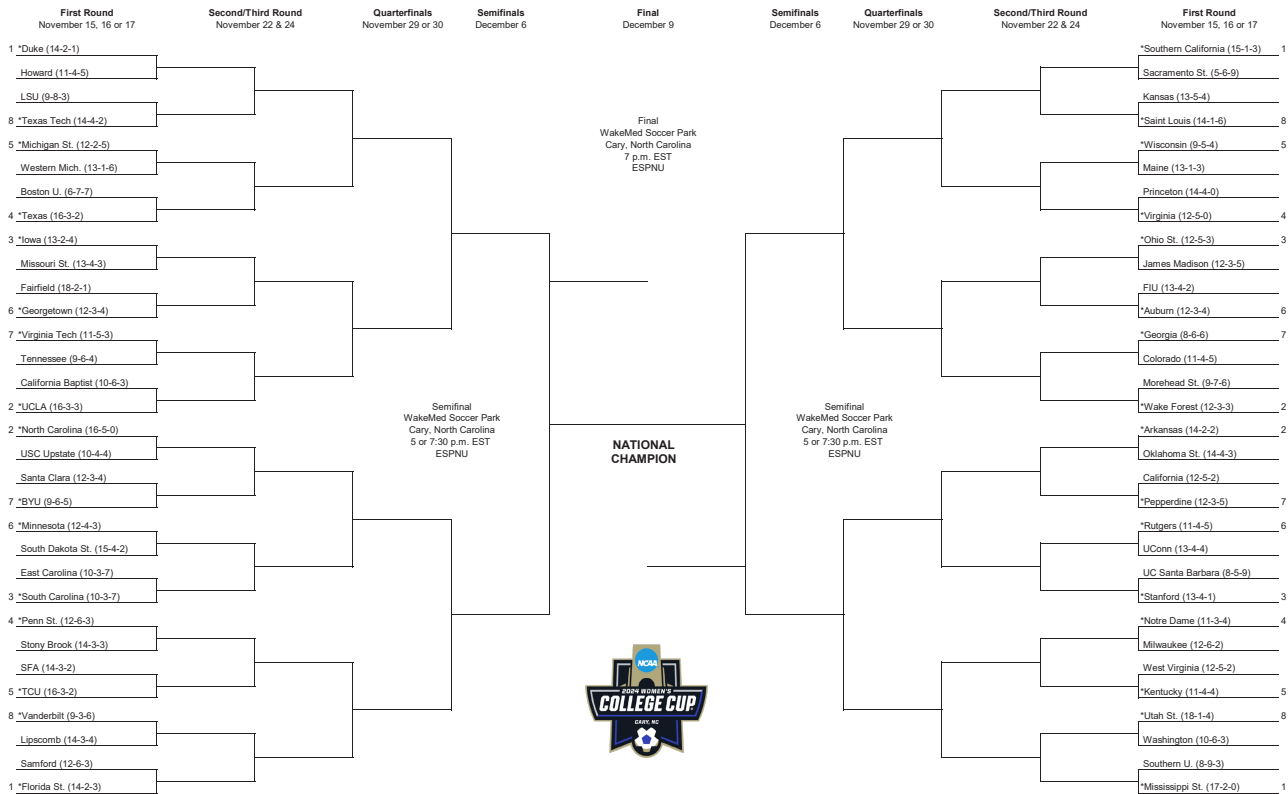 First Round
November 15, 16 or 17
Second/Third Round
November 22 & 24
Quarterfinals
November 29 or 30
Semifinals
December 6
Final
December 9
Semifinals
December 6
Quarterfinals
November 29 or 30
Second/Third Round
November 22 & 24
First Round
November 15, 16 or 17
1 *Duke (14-2-1)
Howard (11-4-5)
LSU (9-8-3)
8 *Texas Tech (14-4-2)
5 *Michigan St. (12-2-5)
Western Mich. (13-1-6)
Boston U. (6-7-7)
4 *Texas (16-3-2)
3 *Iowa (13-2-4)
Missouri St. (13-4-3)
Fairfield (18-2-1)
6 *Georgetown (12-3-4)
7 *Virginia Tech (11-5-3)
Tennessee (9-6-4)
California Baptist (10-6-3)
2 *UCLA (16-3-3)
2 *North Carolina (16-5-0)
USC Upstate (10-4-4)
Santa Clara (12-3-4)
7 *BYU (9-6-5)
6 *Minnesota (12-4-3)
South Dakota St. (15-4-2)
East Carolina (10-3-7)
3 *South Carolina (10-3-7)
4 *Penn St. (12-6-3)
Stony Brook (14-3-3)
SFA (14-3-2)
5 *TCU (16-3-2)
8 *Vanderbilt (9-3-6)
Lipscomb (14-3-4)
Samford (12-6-3)
1 *Florida St. (14-2-3)
Final
WakeMed Soccer Park
Cary, North Carolina
7 p.m. EST
ESPNU
Semifinal
WakeMed Soccer Park
Cary, North Carolina
5 or 7:30 p.m. EST
ESPNU
NATIONAL
CHAMPION
Semifinal
WakeMed Soccer Park
Cary, North Carolina
5 or 7:30 p.m. EST
ESPNU
NCAA
2024 WOMEN'S
COLLEGE CUP
CARY, NC
*Southern California (15-1-3) 1
Sacramento St. (5-6-9)
Kansas (13-5-4)
*Saint Louis (14-1-6) 8
*Wisconsin (9-5-4) 5
Maine (13-1-3)
Princeton (14-4-0)
*Virginia (12-5-0) 4
*Ohio St. (12-5-3) 3
James Madison (12-3-5)
FIU (13-4-2)
*Auburn (12-3-4) 6
*Georgia (8-6-6) 7
Colorado (11-4-5)
Morehead St. (9-7-6)
*Wake Forest (12-3-3) 2
*Arkansas (14-2-2) 2
Oklahoma St. (14-4-3)
California (12-5-2)
*Pepperdine (12-3-5) 7
*Rutgers (11-4-5) 6
UConn (13-4-4)
UC Santa Barbara (8-5-9)
*Stanford (13-4-1) 3
*Notre Dame (11-3-4) 4
Milwaukee (12-6-2)
West Virginia (12-5-2)
*Kentucky (11-4-4) 5
*Utah St. (18-1-4) 8
Washington (10-6-3)
Southern U. (8-9-3)
*Mississippi St. (17-2-0) 1